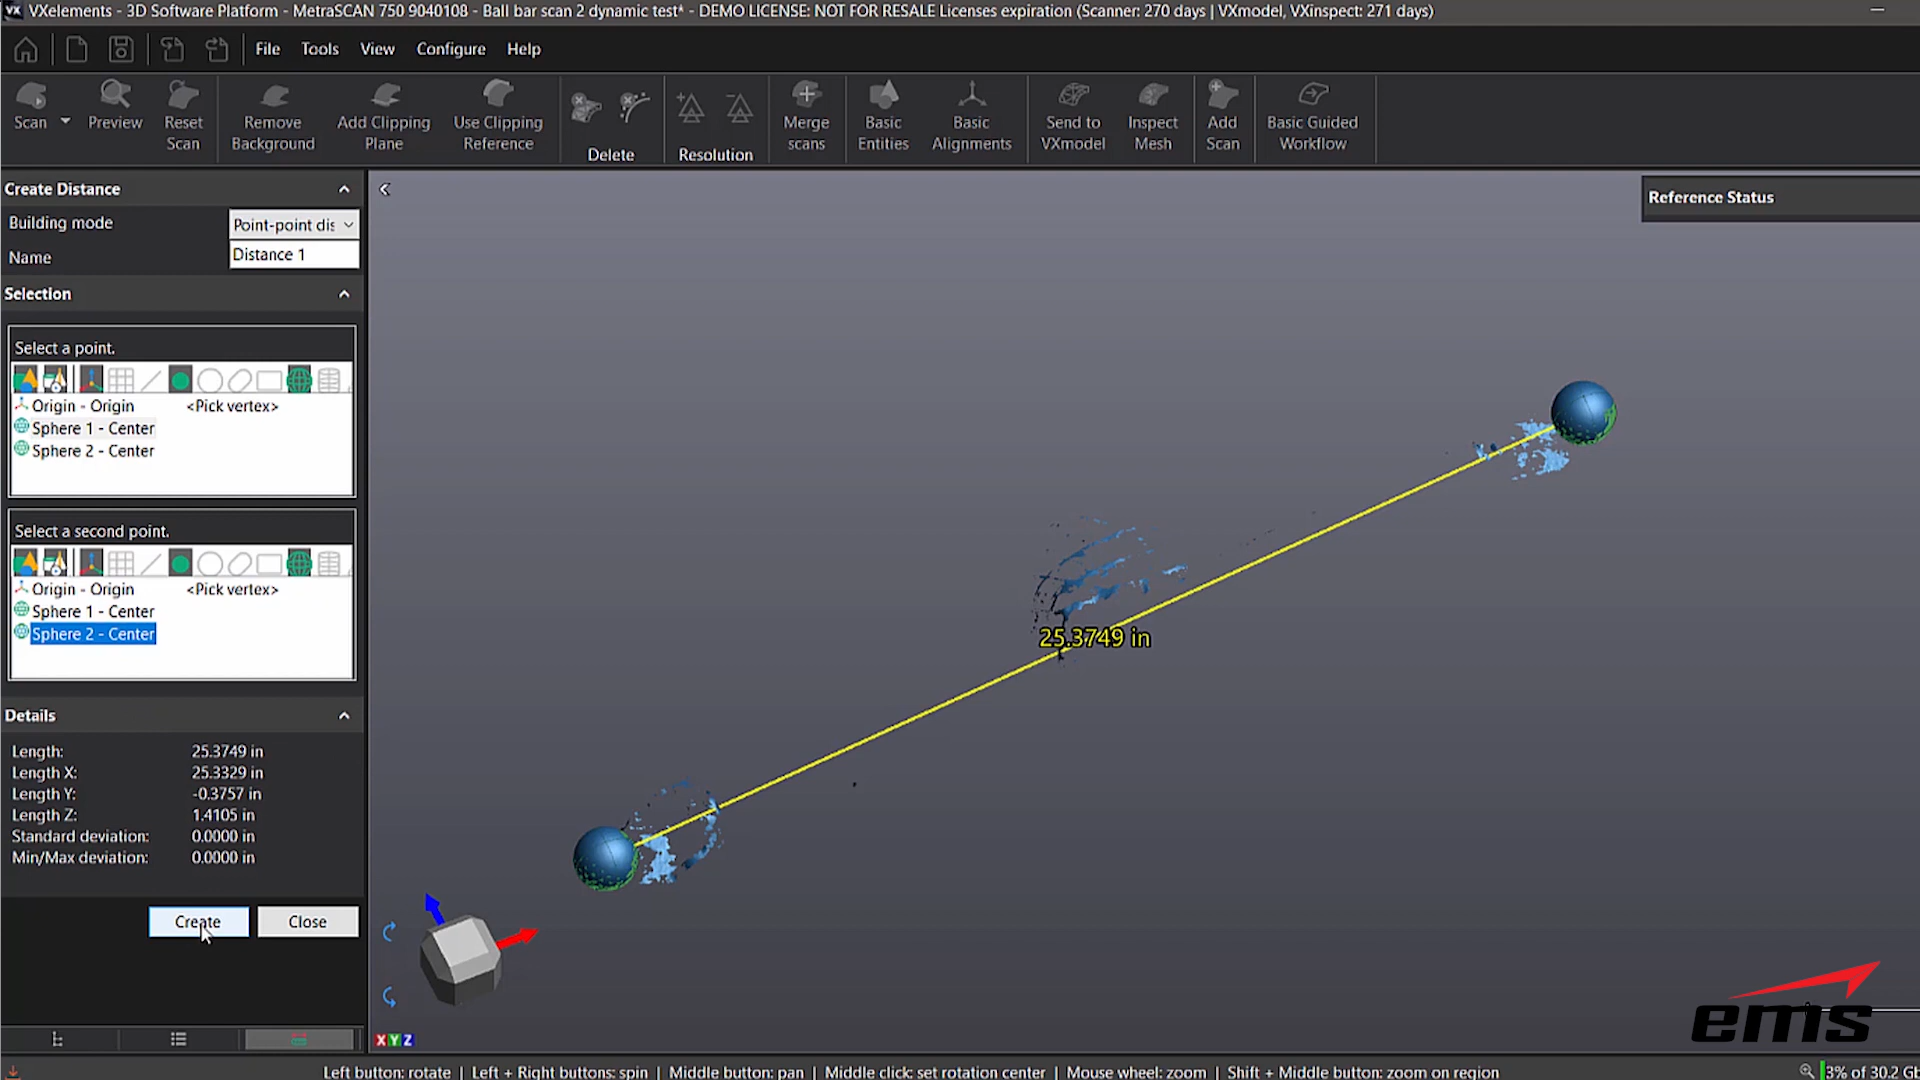 VXelements - 3D Software Platform - MetraSCAN 750 9040108 - Ball bar scan 2 dynamic test* - DEMO LICENSE: NOT FOR RESALE Licenses expiration (Scanner: 270 days | VXmodel, VXinspect: 271 days)
File Tools View Configure Help
Scan
Preview
Reset
Scan
Remove
Background
Add Clipping
Plane
Use Clipping
Reference
Delete
Resolution
Merge
scans
Basic
Entities
Basic
Alignments
Send to
VXmodel
Inspect
Mesh
Add
Scan
Basic Guided
Workflow
Create Distance
Building mode Point-point dis
Name Distance 1
Selection
Select a point.
Origin - Origin <Pick vertex>
Sphere 1 - Center
Sphere 2 - Center
Select a second point.
Origin - Origin <Pick vertex>
Sphere 1 - Center
Sphere 2 - Center
Details
Length: 25.3749 in
Length X: 25.3329 in
Length Y: -0.3757 in
Length Z: 1.4105 in
Standard deviation: 0.0000 in
Min/Max deviation: 0.0000 in
Create Close
Reference Status
25.3749 in
XYZ
ems
Left button: rotate | Left + Right buttons: spin | Middle button: pan | Middle click: set rotation center | Mouse wheel: zoom | Shift + Middle button: zoom on region
3% of 30.2 Gb